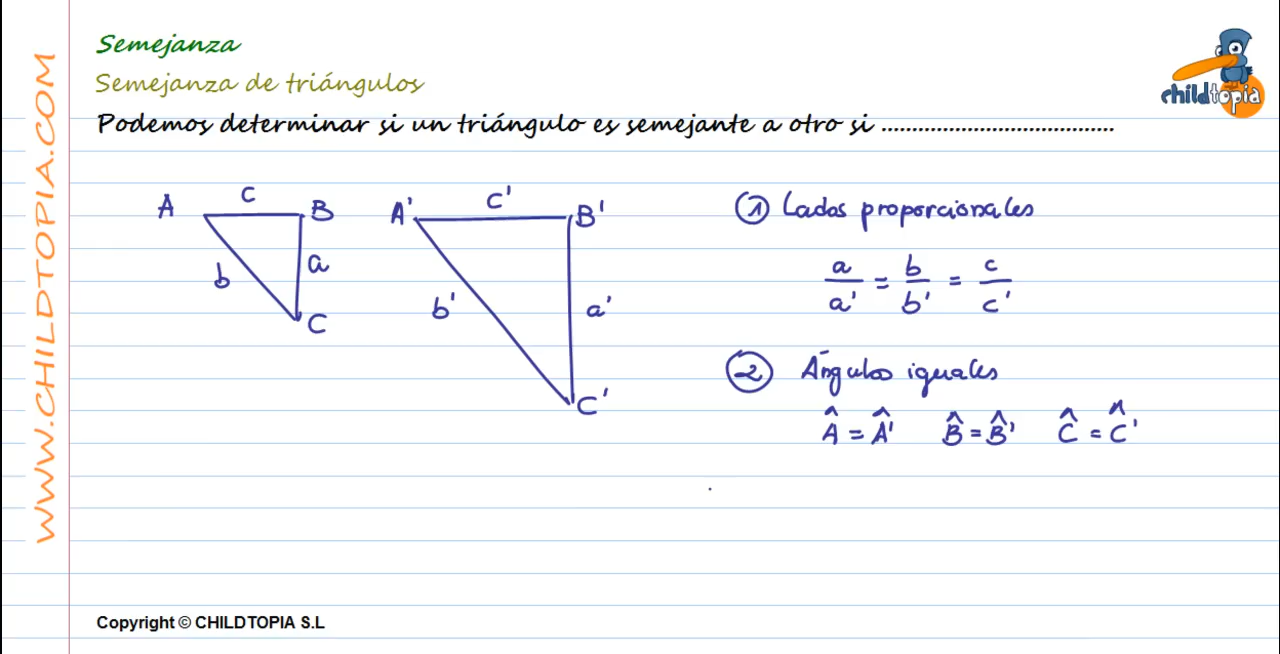 WWW.CHILDTOPIA.COM
Semejanza
Semejanza de triángulos
childtopia
Podemos determinar si un triángulo es semejante a otro si ......................................
A c B
b a
C
A' c' B'
b' a'
C'
① Lados proporcionales
a/a' = b/b' = c/c'
② Ángulos iguales
Â = Â' B̂ = B̂' Ĉ = Ĉ'
Copyright © CHILDTOPIA S.L